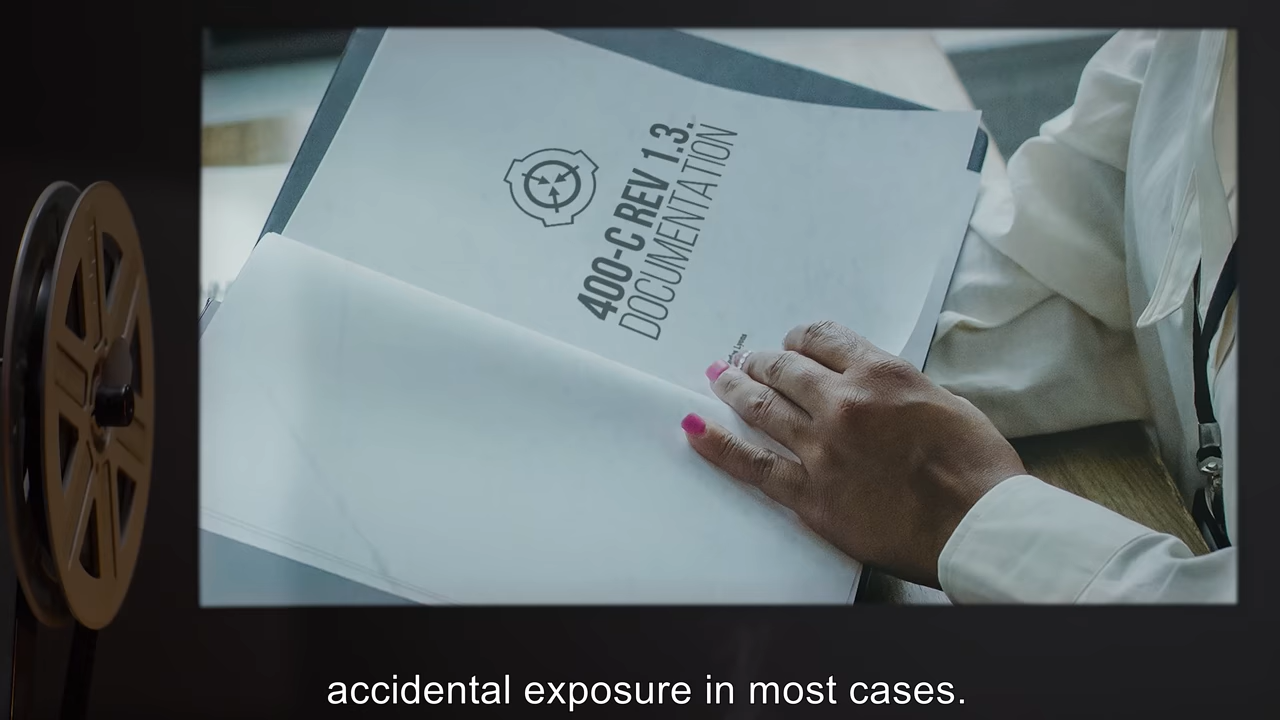 400-C REV 1.3.
DOCUMENTATION
accidental exposure in most cases.